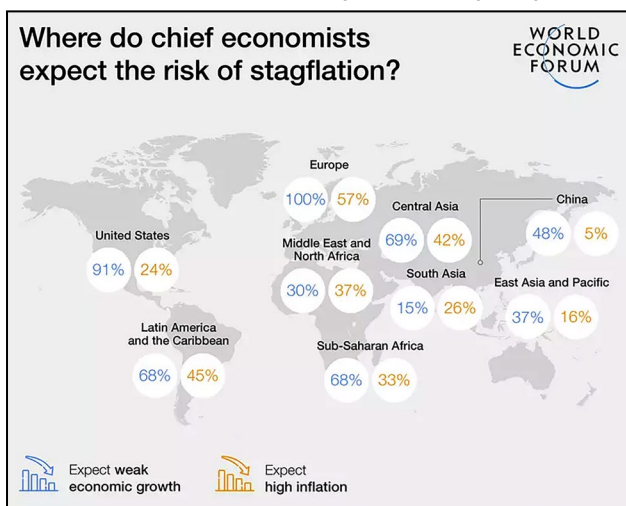 Where do chief economists
expect the risk of stagflation?
WORLD
ECONOMIC
FORUM
Europe
100% 57%
Central Asia
69% 42%
China
48% 5%
United States
91% 24%
Middle East and
North Africa
30% 37%
South Asia
15% 26%
East Asia and Pacific
37% 16%
Latin America
and the Caribbean
68% 45%
Sub-Saharan Africa
68% 33%
Expect weak
economic growth
Expect
high inflation